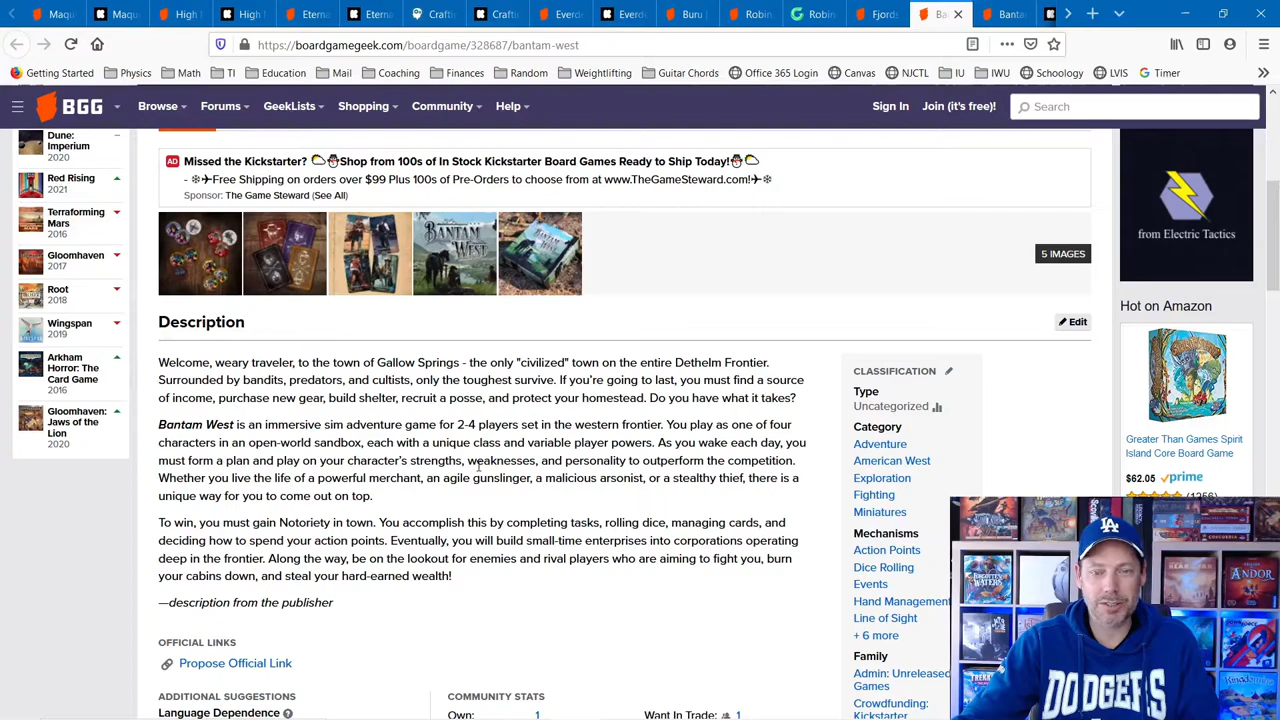 Maqu
High I
High I
Eterna
Eterna
Craftir
Craftir
Everde
Everde
Buru (
Robin
Robin
Fjords
Ba
Banta
https://boardgamegeek.com/boardgame/328687/bantam-west
Getting Started
Physics
Math
TI
Education
Mail
Coaching
Finances
Random
Weightlifting
Guitar Chords
Office 365 Login
Canvas
NJCTL
IU
IWU
Schoology
LVIS
Timer
BGG
Browse
Forums
GeekLists
Shopping
Community
Help
Sign In
Join (it's free!)
Search
Dune:
Imperium
2020
Red Rising
2021
Terraforming
Mars
2016
Gloomhaven
2017
Root
2018
Wingspan
2019
Arkham
Horror: The
Card Game
2016
Gloomhaven:
Jaws of the
Lion
2020
AD
Missed the Kickstarter? Shop from 100s of In Stock Kickstarter Board Games Ready to Ship Today!
- Free Shipping on orders over $99 Plus 100s of Pre-Orders to choose from at www.TheGameSteward.com!
Sponsor: The Game Steward (See All)
BANTAM
WEST
5 IMAGES
Description
Edit
Welcome, weary traveler, to the town of Gallow Springs - the only "civilized" town on the entire Dethelm Frontier.
Surrounded by bandits, predators, and cultists, only the toughest survive. If you're going to last, you must find a source
of income, purchase new gear, build shelter, recruit a posse, and protect your homestead. Do you have what it takes?
Bantam West is an immersive sim adventure game for 2-4 players set in the western frontier. You play as one of four
characters in an open-world sandbox, each with a unique class and variable player powers. As you wake each day, you
must form a plan and play on your character's strengths, weaknesses, and personality to outperform the competition.
Whether you live the life of a powerful merchant, an agile gunslinger, a malicious arsonist, or a stealthy thief, there is a
unique way for you to come out on top.
To win, you must gain Notoriety in town. You accomplish this by completing tasks, rolling dice, managing cards, and
deciding how to spend your action points. Eventually, you will build small-time enterprises into corporations operating
deep in the frontier. Along the way, be on the lookout for enemies and rival players who are aiming to fight you, burn
your cabins down, and steal your hard-earned wealth!
—description from the publisher
OFFICIAL LINKS
Propose Official Link
ADDITIONAL SUGGESTIONS
Language Dependence
COMMUNITY STATS
Own: 1
Want In Trade: 1
CLASSIFICATION
Type
Uncategorized
Category
Adventure
American West
Exploration
Fighting
Miniatures
Mechanisms
Action Points
Dice Rolling
Events
Hand Management
Line of Sight
+ 6 more
Family
Admin: Unreleased
Games
Crowdfunding:
Kickstarter
from Electric Tactics
Hot on Amazon
Greater Than Games Spirit
Island Core Board Game
$62.05 prime
(1256)
FORGOTTEN
WATERS
CONCORDIA
ANDOR
LA
DODGERS